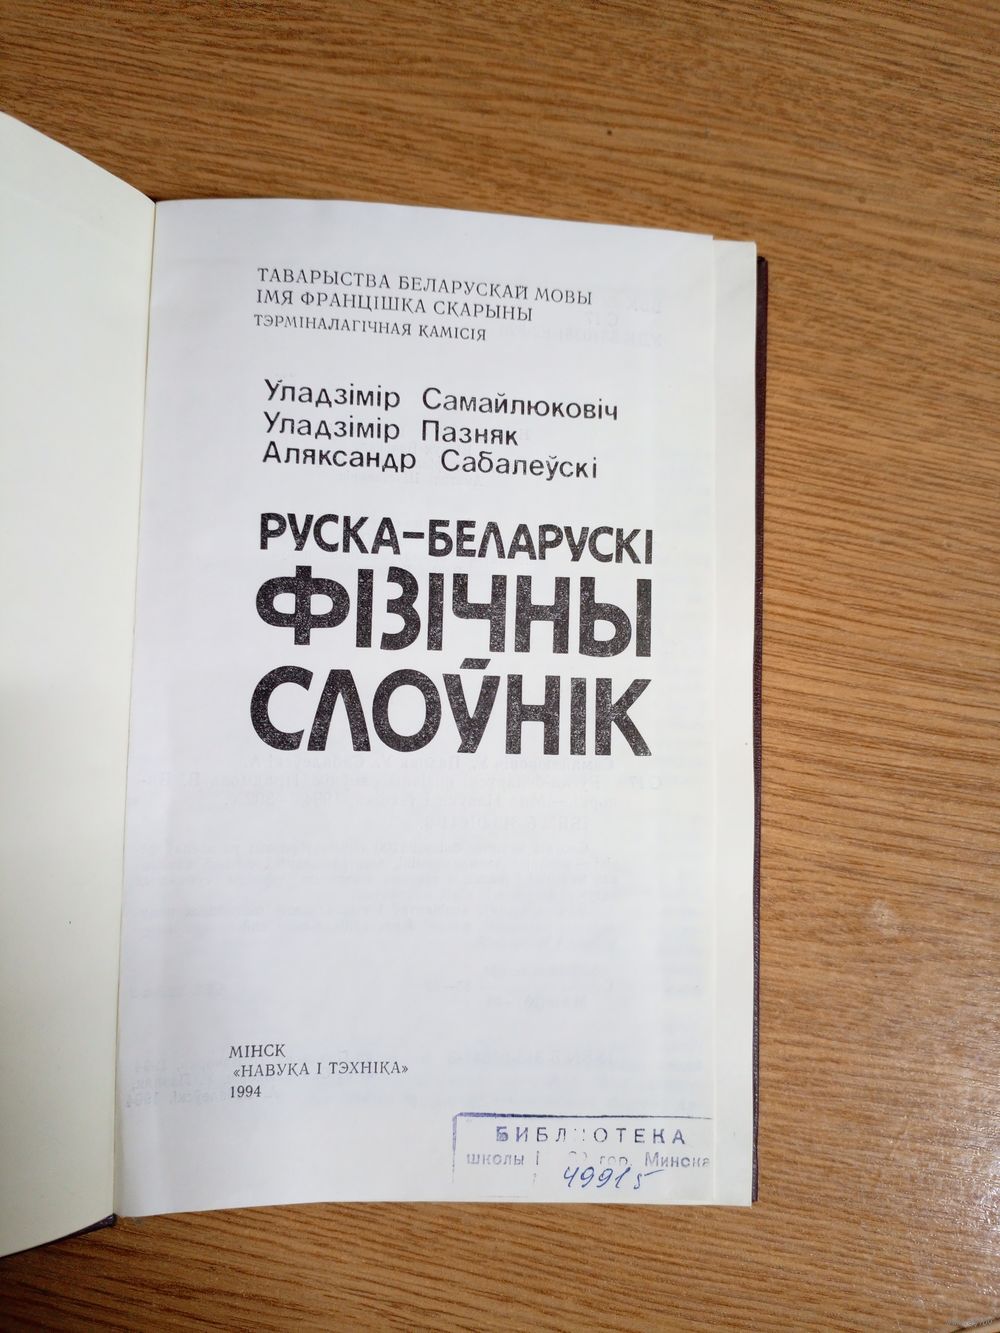 ТАВАРЫСТВА БЕЛАРУСКАЙ МОВЫ
ІМЯ ФРАНЦІШКА СКАРЫНЫ
ТЭРМІНАЛАГІЧНАЯ КАМІСІЯ
Уладзімір Самайлюковіч
Уладзімір Пазняк
Аляксандр Сабалеўскі
РУСКА-БЕЛАРУСКІ
ФІЗІЧНЫ
СЛОЎНІК
МІНСК
«НАВУКА І ТЭХНІКА»
1994
БИБЛИОТЕКА
школы гор. Минска
49915